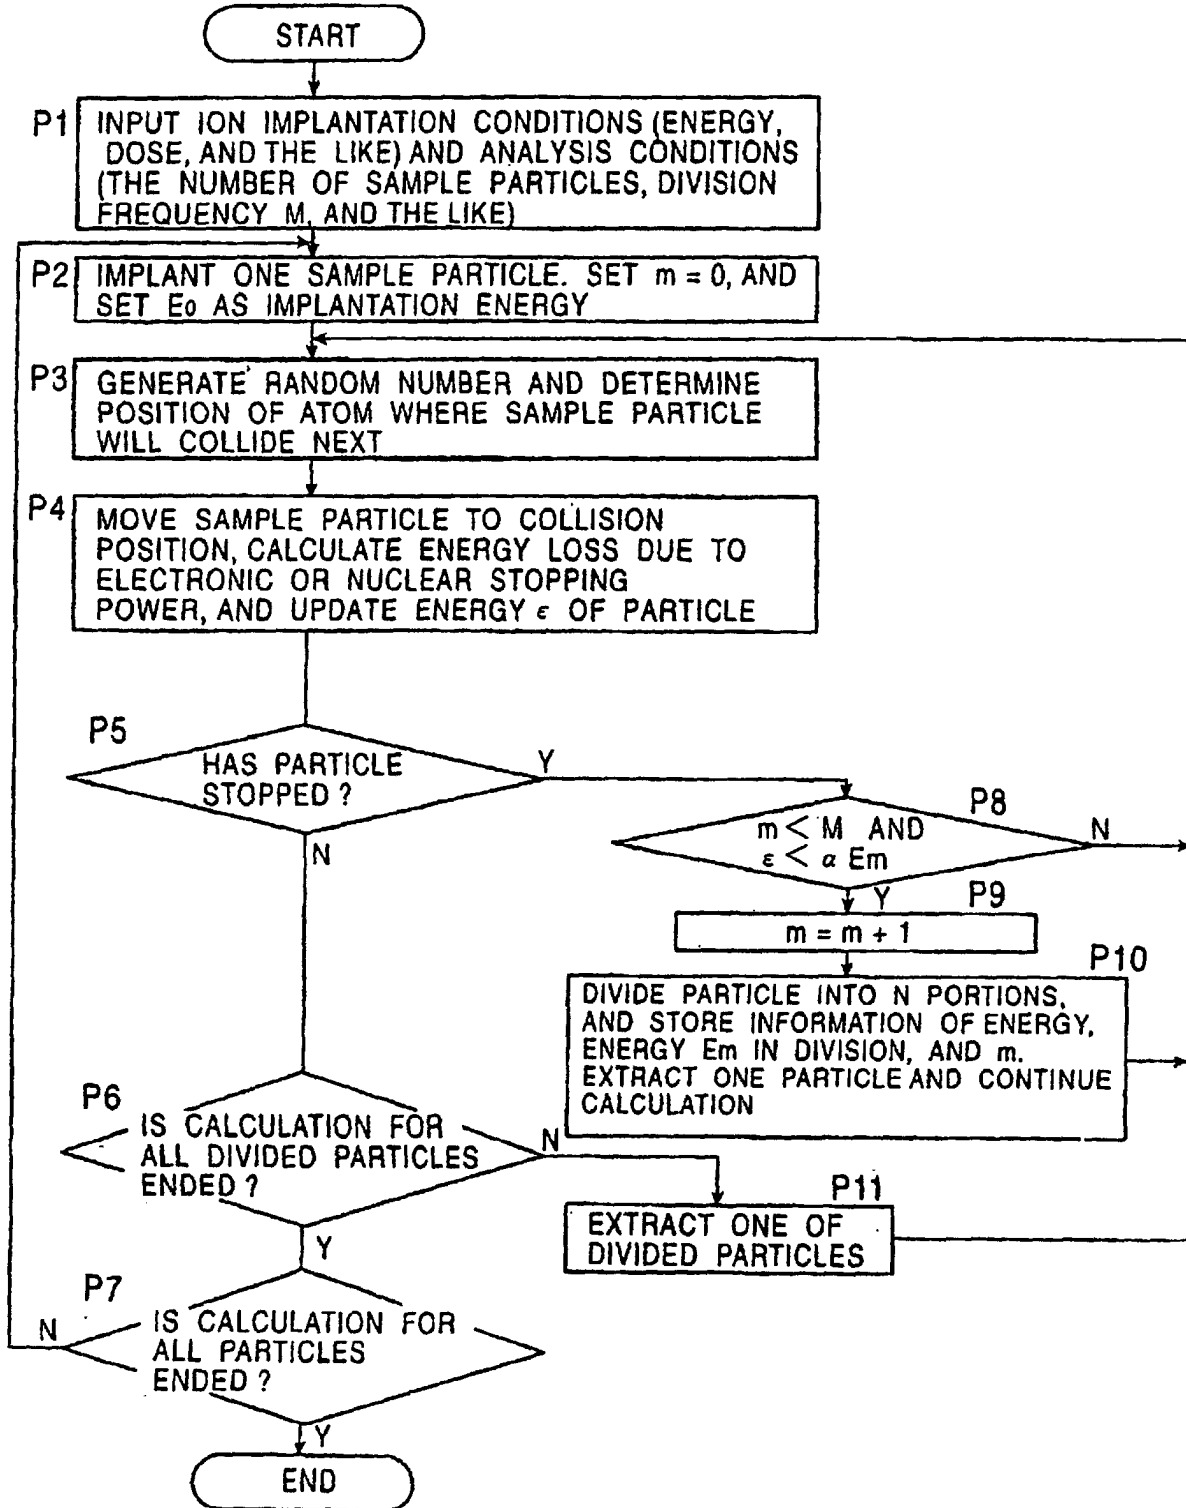 START
P1
INPUT ION IMPLANTATION CONDITIONS (ENERGY,
DOSE, AND THE LIKE) AND ANALYSIS CONDITIONS
(THE NUMBER OF SAMPLE PARTICLES, DIVISION
FREQUENCY M, AND THE LIKE)
P2
IMPLANT ONE SAMPLE PARTICLE. SET m = 0, AND
SET E0 AS IMPLANTATION ENERGY
P3
GENERATE RANDOM NUMBER AND DETERMINE
POSITION OF ATOM WHERE SAMPLE PARTICLE
WILL COLLIDE NEXT
P4
MOVE SAMPLE PARTICLE TO COLLISION
POSITION, CALCULATE ENERGY LOSS DUE TO
ELECTRONIC OR NUCLEAR STOPPING
POWER, AND UPDATE ENERGY ε OF PARTICLE
P5
HAS PARTICLE
STOPPED ?
Y
N
P8
m < M AND
ε < α Em
N
Y
P9
m = m + 1
P10
DIVIDE PARTICLE INTO N PORTIONS,
AND STORE INFORMATION OF ENERGY,
ENERGY Em IN DIVISION, AND m.
EXTRACT ONE PARTICLE AND CONTINUE
CALCULATION
P6
IS CALCULATION FOR
ALL DIVIDED PARTICLES
ENDED ?
N
Y
P11
EXTRACT ONE OF
DIVIDED PARTICLES
P7
IS CALCULATION FOR
ALL PARTICLES
ENDED ?
N
Y
END